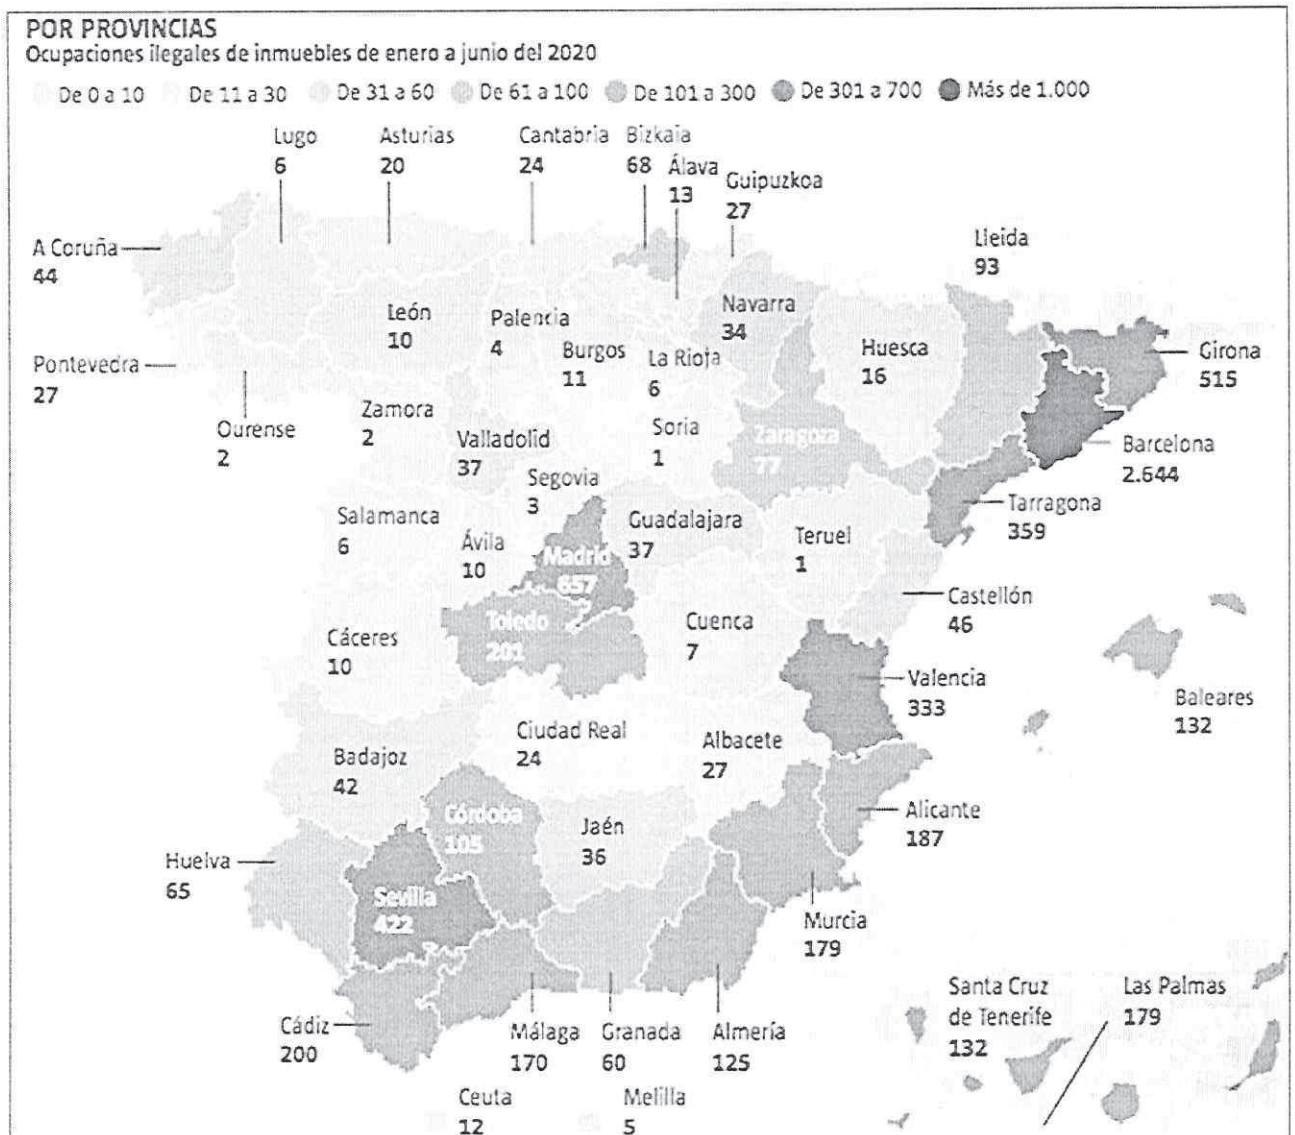 POR PROVINCIAS
Ocupaciones ilegales de inmuebles de enero a junio del 2020
De 0 a 10 De 11 a 30 De 31 a 60 De 61 a 100 De 101 a 300 De 301 a 700 Más de 1.000
Lugo
6
Asturias
20
Cantabria
24
Bizkaia
68
Álava
13
Guipuzkoa
27
A Coruña
44
Lleida
93
León
10
Palencia
4
Burgos
11
La Rioja
6
Navarra
34
Huesca
16
Girona
515
Pontevedra
27
Ourense
2
Zamora
2
Valladolid
37
Soria
1
Zaragoza
77
Barcelona
2.644
Segovia
3
Tarragona
359
Salamanca
6
Ávila
10
Madrid
657
Guadalajara
37
Teruel
1
Castellón
46
Cáceres
10
Toledo
201
Cuenca
7
Valencia
333
Baleares
132
Badajoz
42
Ciudad Real
24
Albacete
27
Alicante
187
Córdoba
105
Jaén
36
Huelva
65
Sevilla
422
Murcia
179
Cádiz
200
Málaga
170
Granada
60
Almería
125
Santa Cruz
de Tenerife
132
Las Palmas
179
Ceuta
12
Melilla
5